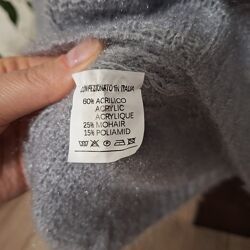 CONFEZIONATO IN ITALIA
60% ACRILICO
ACRYLIC
ACRYLIQUE
25% MOHAIR
15% POLIAMID